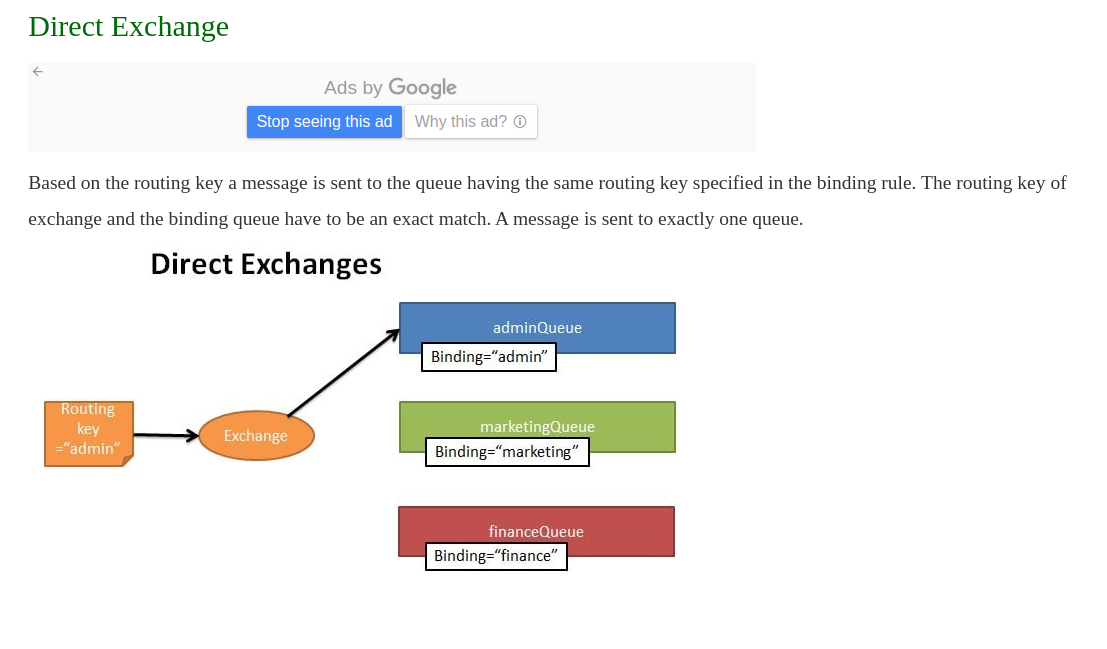 Direct Exchange
Ads by Google
Stop seeing this ad
Why this ad?
Based on the routing key a message is sent to the queue having the same routing key specified in the binding rule. The routing key of
exchange and the binding queue have to be an exact match. A message is sent to exactly one queue.
Direct Exchanges
adminQueue
Binding=“admin”
Routing
key
=“admin”
Exchange
marketingQueue
Binding=“marketing”
financeQueue
Binding=“finance”